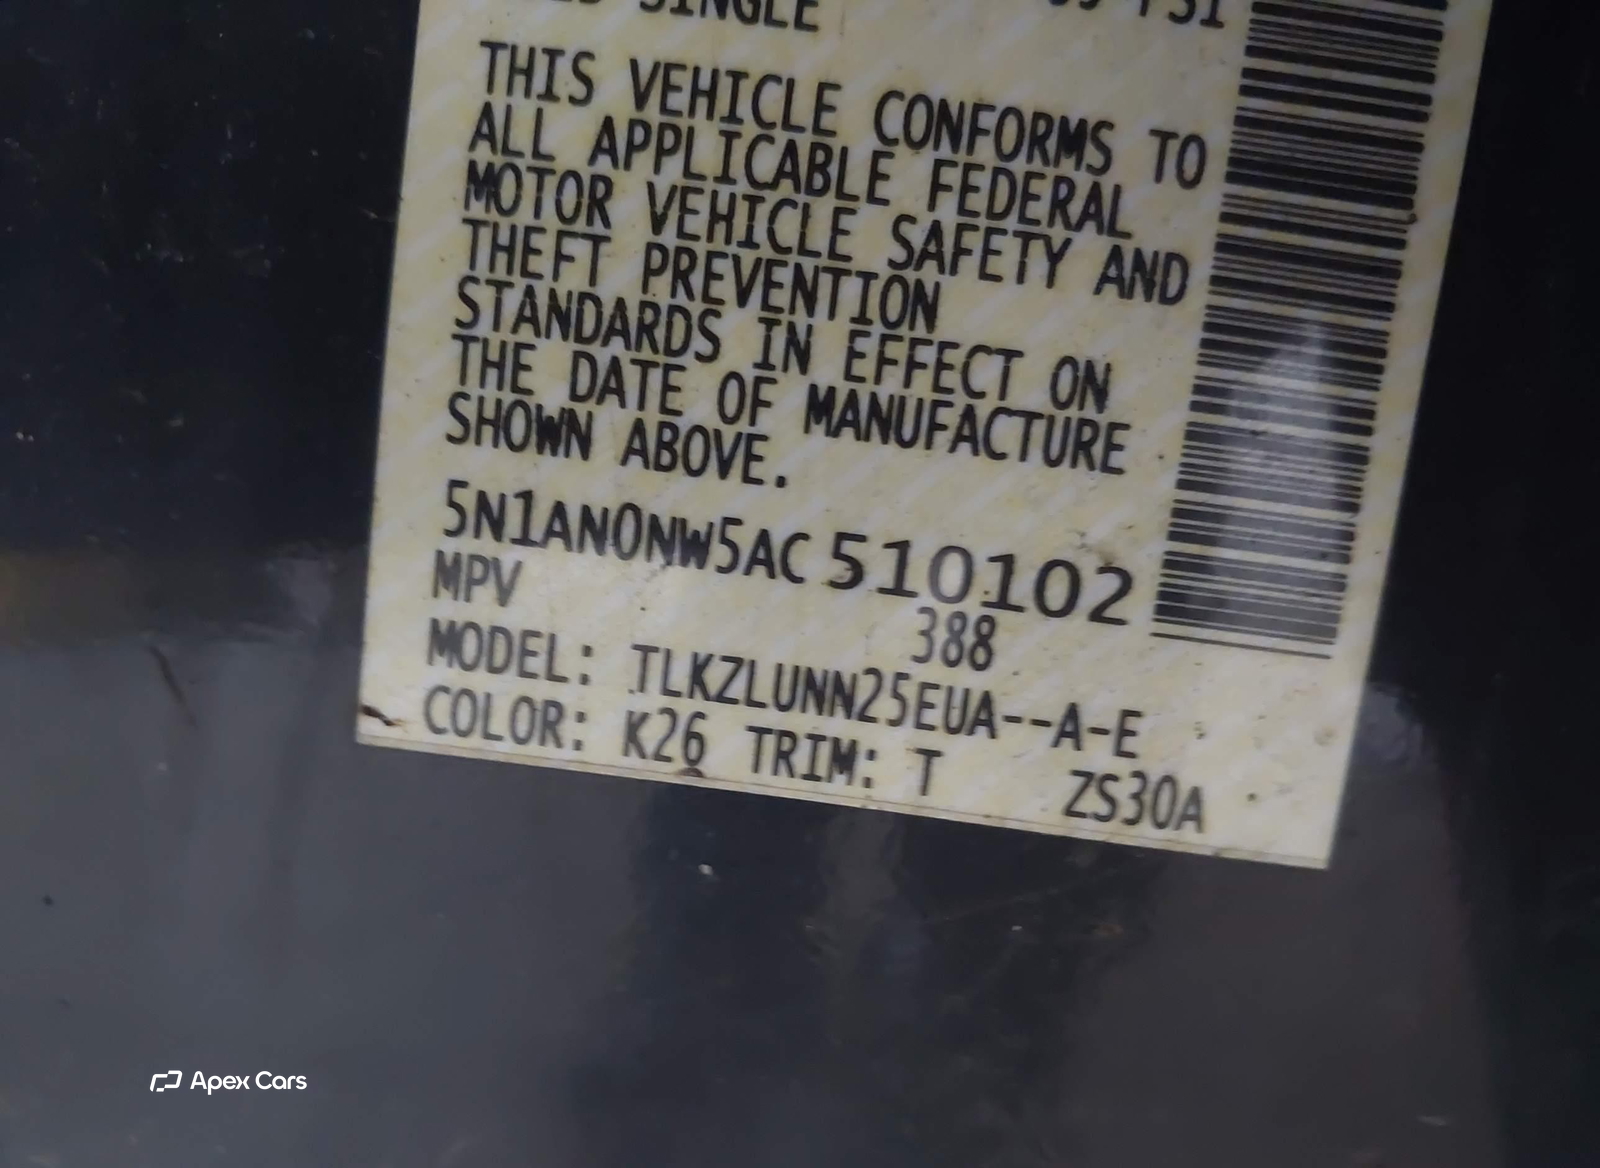 SINGLE
THIS VEHICLE CONFORMS TO
ALL APPLICABLE FEDERAL
MOTOR VEHICLE SAFETY AND
THEFT PREVENTION
STANDARDS IN EFFECT ON
THE DATE OF MANUFACTURE
SHOWN ABOVE.
5N1AN0NW5AC510102
MPV 388
MODEL: TLKZLUNN25EUA--A-E
COLOR: K26 TRIM: T ZS30A
Apex Cars